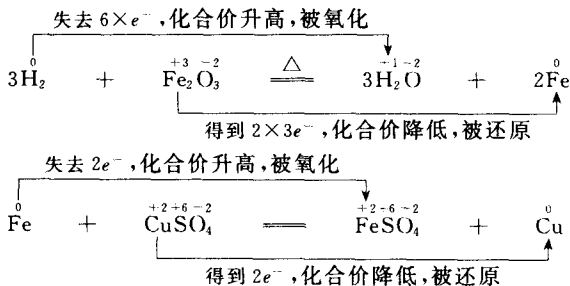 失去 6×e⁻,化合价升高,被氧化
0 +3 -2 +1 -2 0
3H₂ + Fe₂O₃ △ ═ 3H₂O + 2Fe
得到 2×3e⁻,化合价降低,被还原
失去 2e⁻,化合价升高,被氧化
0 +2+6-2 +2+6-2 0
Fe + CuSO₄ ═ FeSO₄ + Cu
得到 2e⁻,化合价降低,被还原